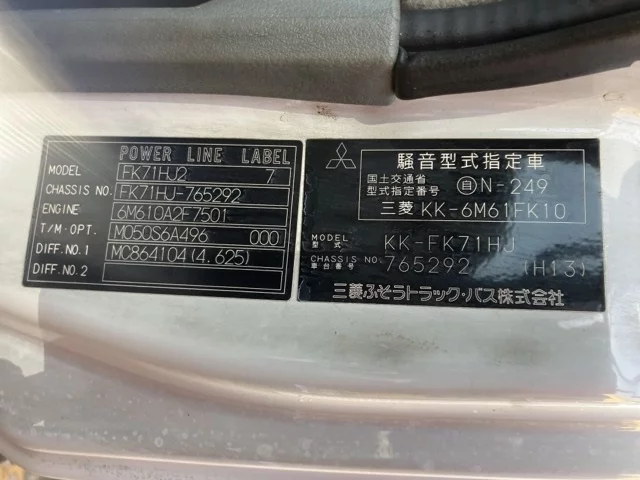 POWER LINE LABEL
MODEL FK71HJ2 7
CHASSIS NO. FK71HJ-765292
ENGINE: 6M610A2F7501
T/M・OPT. M050S6A496 000
DIFF.NO.1 MC864104(4.625)
DIFF.NO.2
騒音型式指定車
国土交通省
型式指定番号 自N-249
三菱 KK-6M61FK10
MODEL
型式 KK-FK71HJ
CHASSIS NO.
車台番号 765292 (H13)
三菱ふそうトラック・バス株式会社